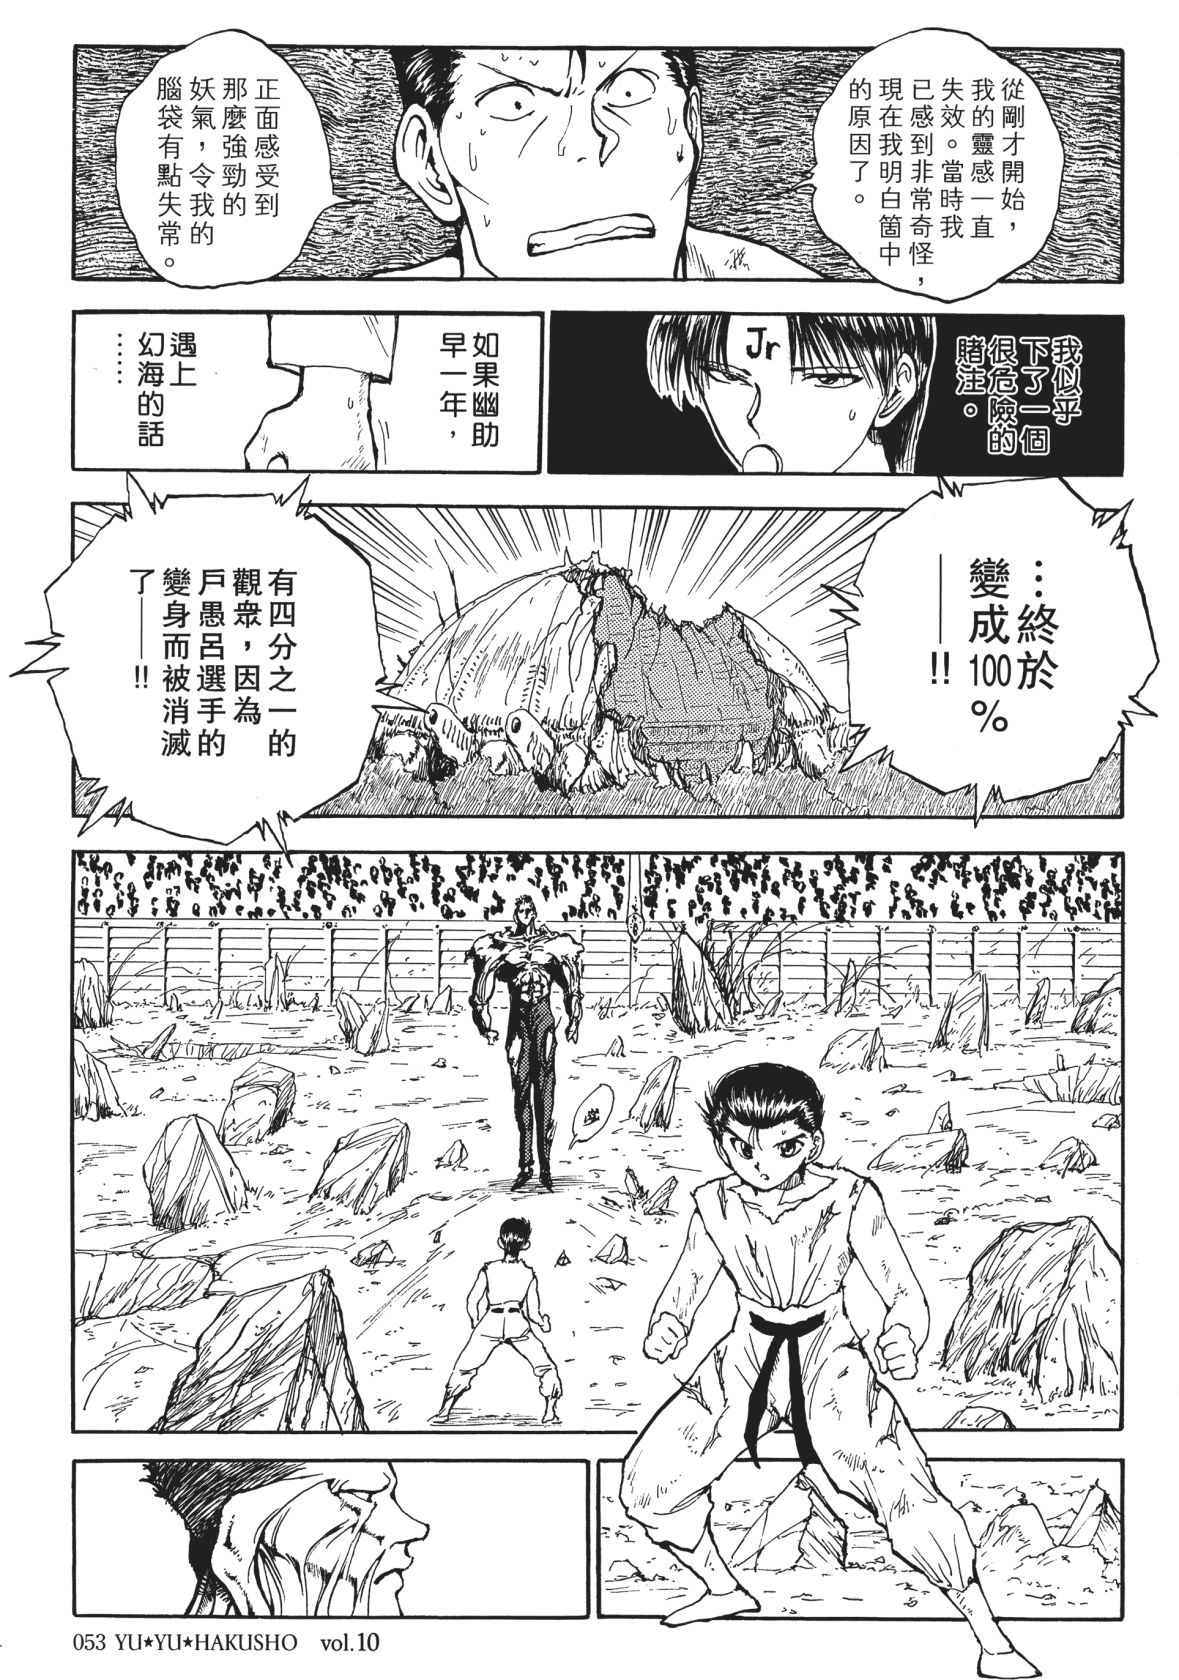 從剛才開始，
我的靈感一直
失效。當時我
已感到非常奇怪，
現在我明白箇中
的原因了。
正面感受到
那麼強勁的
妖氣，令我的
腦袋有點失常。
我似乎
下了一個
很危險的
賭注。
Jr
如果幽助
早一年，
遇上
幻海的話
……
…終於
變成100%
──!!
有四分之一的
觀眾，因為
戶愚呂選手的
變身而被消滅
了──!!
053 YU★YU★HAKUSHO vol.10